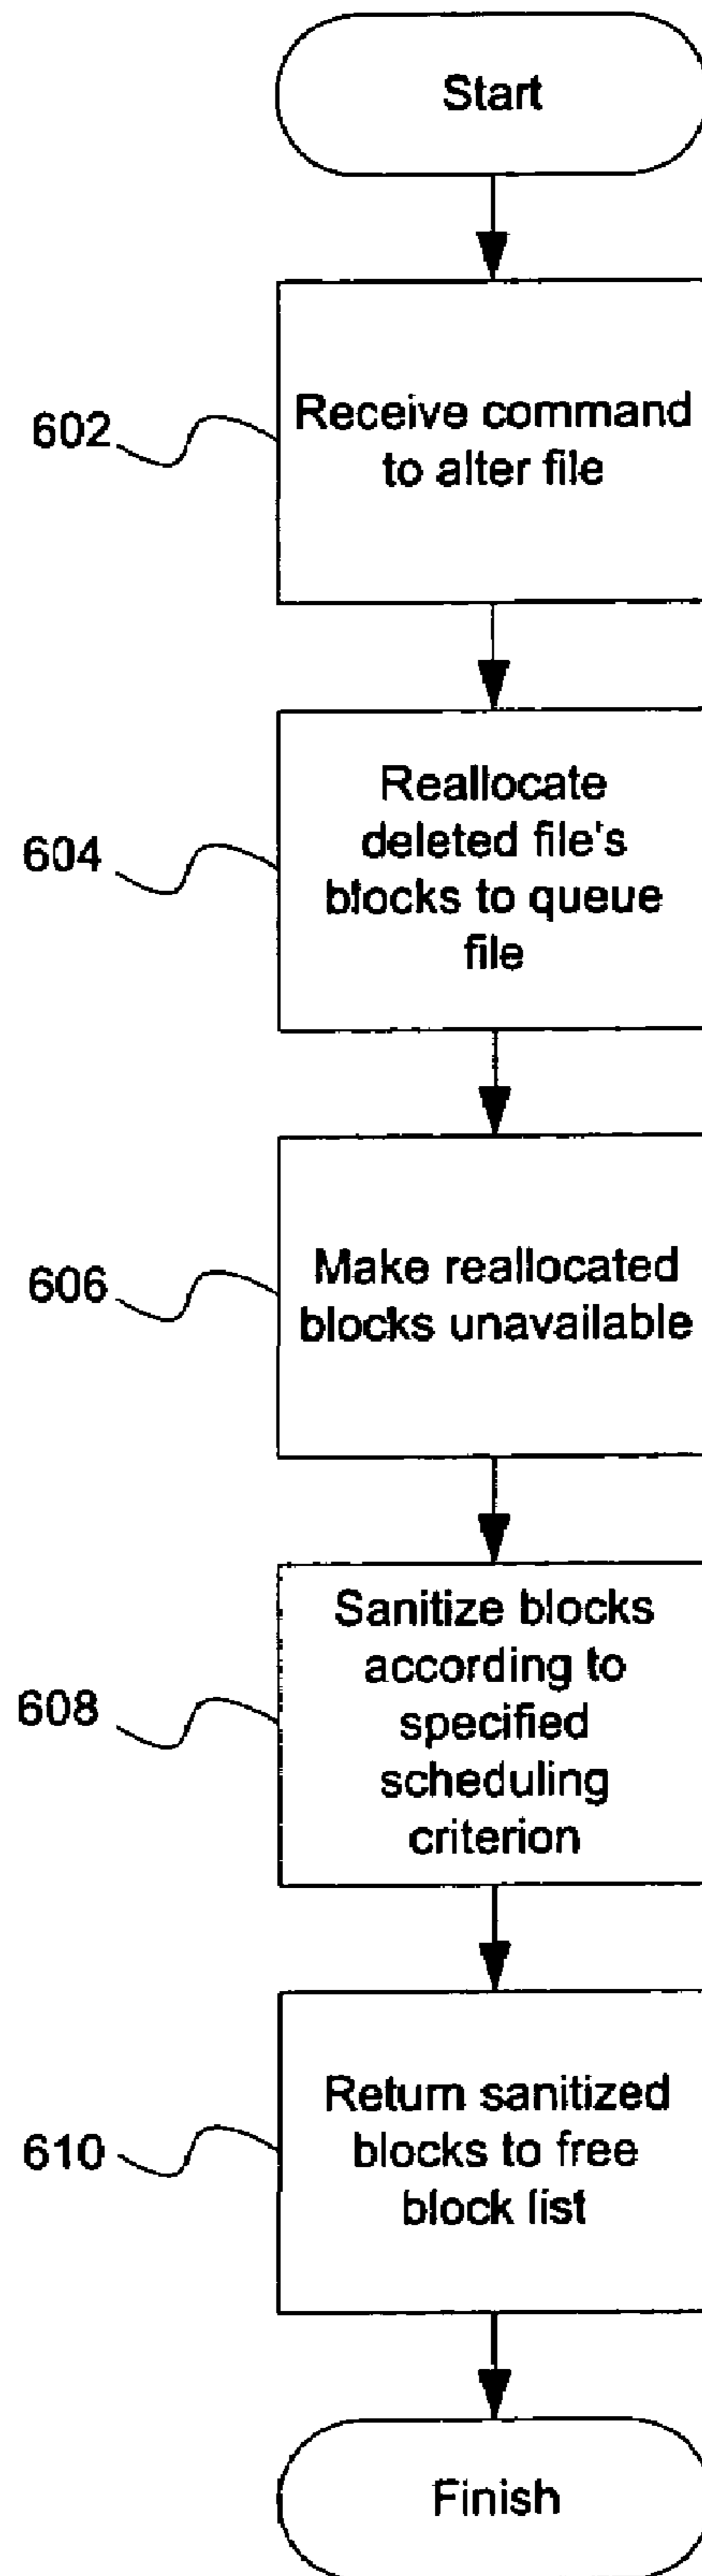 Start
602
Receive command
to alter file
604
Reallocate
deleted file's
blocks to queue
file
606
Make reallocated
blocks unavailable
608
Sanitize blocks
according to
specified
scheduling
criterion
610
Return sanitized
blocks to free
block list
Finish